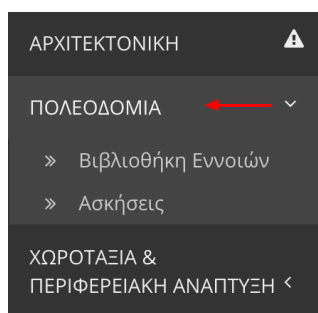 ΑΡΧΙΤΕΚΤΟΝΙΚΗ
ΠΟΛΕΟΔΟΜΙΑ
Βιβλιοθήκη Εννοιών
Ασκήσεις
ΧΩΡΟΤΑΞΙΑ &
ΠΕΡΙΦΕΡΕΙΑΚΗ ΑΝΑΠΤΥΞΗ